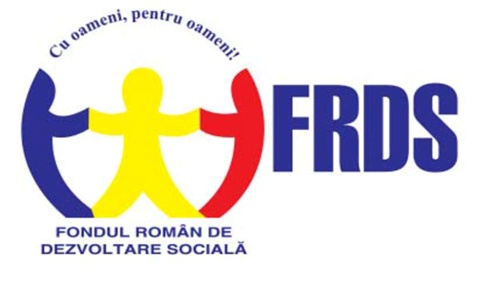 Cu oameni, pentru oameni!
FRDS
FONDUL ROMÂN DE
DEZVOLTARE SOCIALĂ